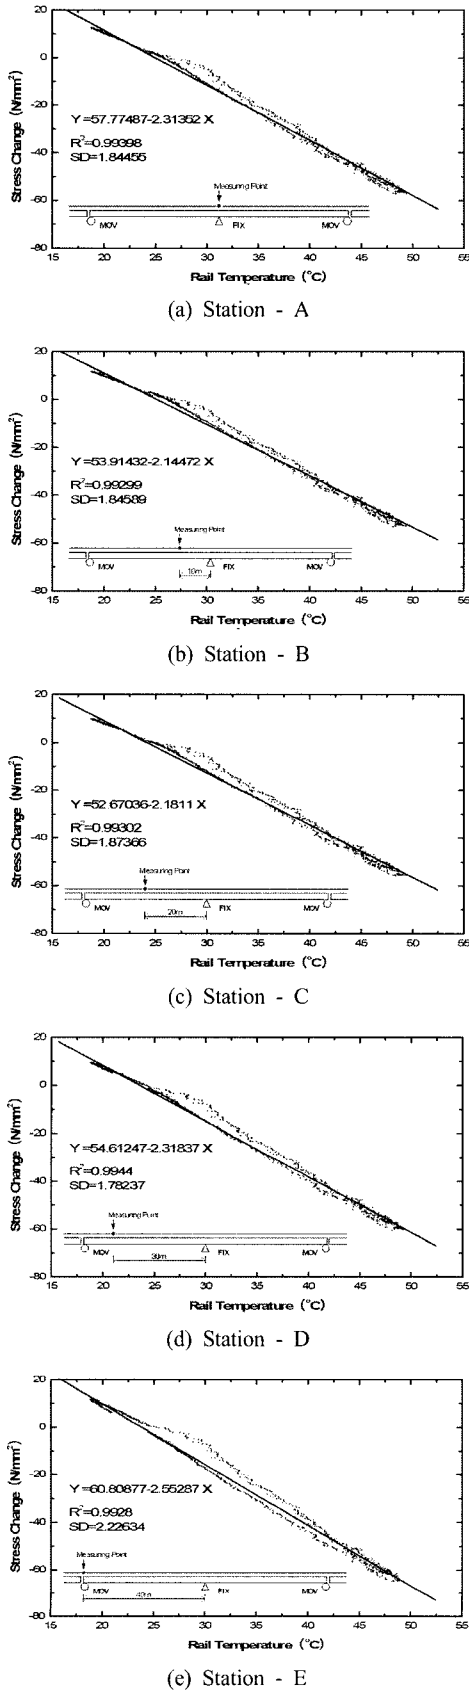 20
0
-20
-40
-60
-80
Stress Change (N/mm²)
Y=57.77487-2.31352 X
R²=0.99398
SD=1.84455
Measuring Point
MOV FIX MOV
15 20 25 30 35 40 45 50 55
Rail Temperature (°C)
(a) Station - A
20
0
-20
-40
-60
-80
Stress Change (N/mm²)
Y=53.91432-2.14472 X
R²=0.99299
SD=1.84589
Measuring Point
MOV FIX MOV
10m
15 20 25 30 35 40 45 50 55
Rail Temperature (°C)
(b) Station - B
20
0
-20
-40
-60
-80
Stress Change (N/mm²)
Y=52.67036-2.1811 X
R²=0.99302
SD=1.87366
Measuring Point
MOV FIX MOV
20m
15 20 25 30 35 40 45 50 55
Rail Temperature (°C)
(c) Station - C
20
0
-20
-40
-60
-80
Stress Change (N/mm²)
Y=54.61247-2.31837 X
R²=0.9944
SD=1.78237
Measuring Point
MOV FIX MOV
30m
15 20 25 30 35 40 45 50 55
Rail Temperature (°C)
(d) Station - D
20
0
-20
-40
-60
-80
Stress Change (N/mm²)
Y=60.80877-2.55287 X
R²=0.9928
SD=2.22634
Measuring Point
MOV FIX MOV
40m
15 20 25 30 35 40 45 50 55
Rail Temperature (°C)
(e) Station - E